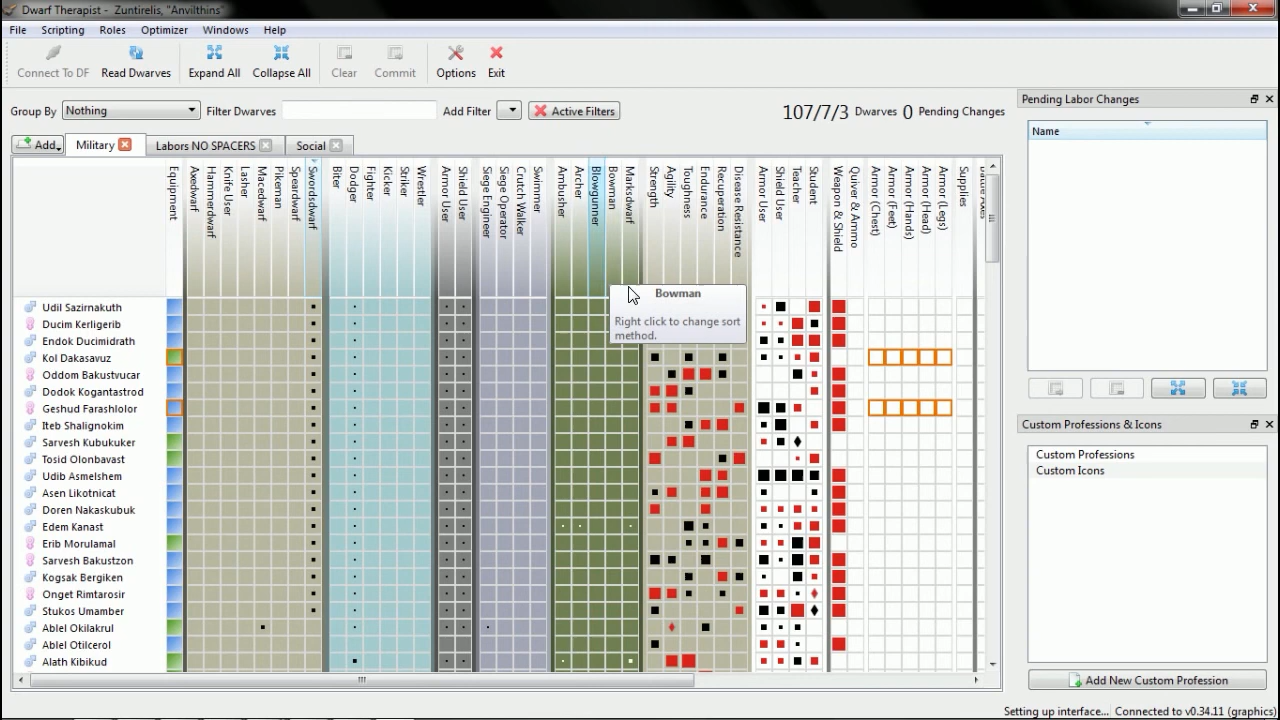 Dwarf Therapist - Zuntirelis, "Anvilthins"
File Scripting Roles Optimizer Windows Help
Connect To DF Read Dwarves Expand All Collapse All Clear Commit Options Exit
Group By Nothing Filter Dwarves Add Filter Active Filters 107/7/3 Dwarves 0 Pending Changes
Add... Military Labors NO SPACERS Social
Equipment
Axedwarf
Hammerdwarf
Knife User
Lasher
Macedwarf
Pikeman
Speardwarf
Swordsdwarf
Biter
Dodger
Fighter
Kicker
Striker
Wrestler
Armor User
Shield User
Siege Engineer
Siege Operator
Crutch Walker
Swimmer
Ambusher
Archer
Blowgunner
Bowman
Marksdwarf
Strength
Agility
Toughness
Endurance
Recuperation
Disease Resistance
Armor User
Shield User
Teacher
Student
Weapon & Shield
Quiver & Ammo
Armor (Chest)
Armor (Feet)
Armor (Hands)
Armor (Head)
Armor (Legs)
Supplies
Bowman
Right click to change sort
method.
Udil Sazirnakuth
Ducim Kerligerib
Endok Ducimidrath
Kol Dakasavuz
Oddom Bakustvucar
Dodok Kogantastrod
Geshud Farashlolor
Iteb Shalignokim
Sarvesh Kubukuker
Tosid Olonbavast
Udib Asmelshem
Asen Likotnicat
Doren Nakaskubuk
Edem Kanast
Erib Morulamal
Sarvesh Bakustzon
Kogsak Bergiken
Onget Rimtarosir
Stukos Umamber
Ablel Okilakrul
Ablel Otilcerol
Alath Kibikud
Pending Labor Changes
Name
Custom Professions & Icons
Custom Professions
Custom Icons
Add New Custom Profession
Setting up interface... Connected to v0.34.11 (graphics)